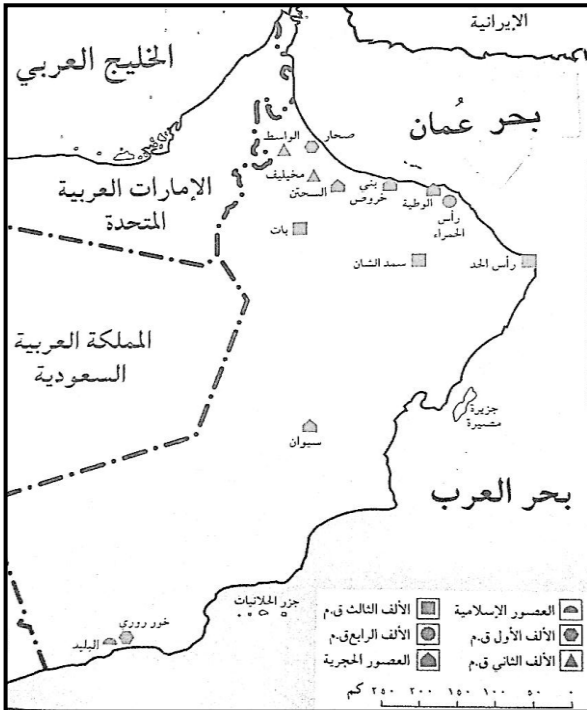 الإيرانية
الخليج العربي
بحر عُمان
صحار
الواسط
مخيليف
السحتن
بني
خروص
الوطية
رأس
الحمراء
الإمارات العربية
المتحدة
بات
سمد الشان
رأس الحد
المملكة العربية
السعودية
جزيرة
مصيرة
سيوان
بحر العرب
جزر الحلانيات
خور روري
البليد
العصور الإسلامية
الألف الثالث ق.م
الألف الأول ق.م
الألف الرابع ق.م
الألف الثاني ق.م
العصور الحجرية
٠ ٥٠ ١٠٠ ١٥٠ ٢٠٠ ٢٥٠ كم